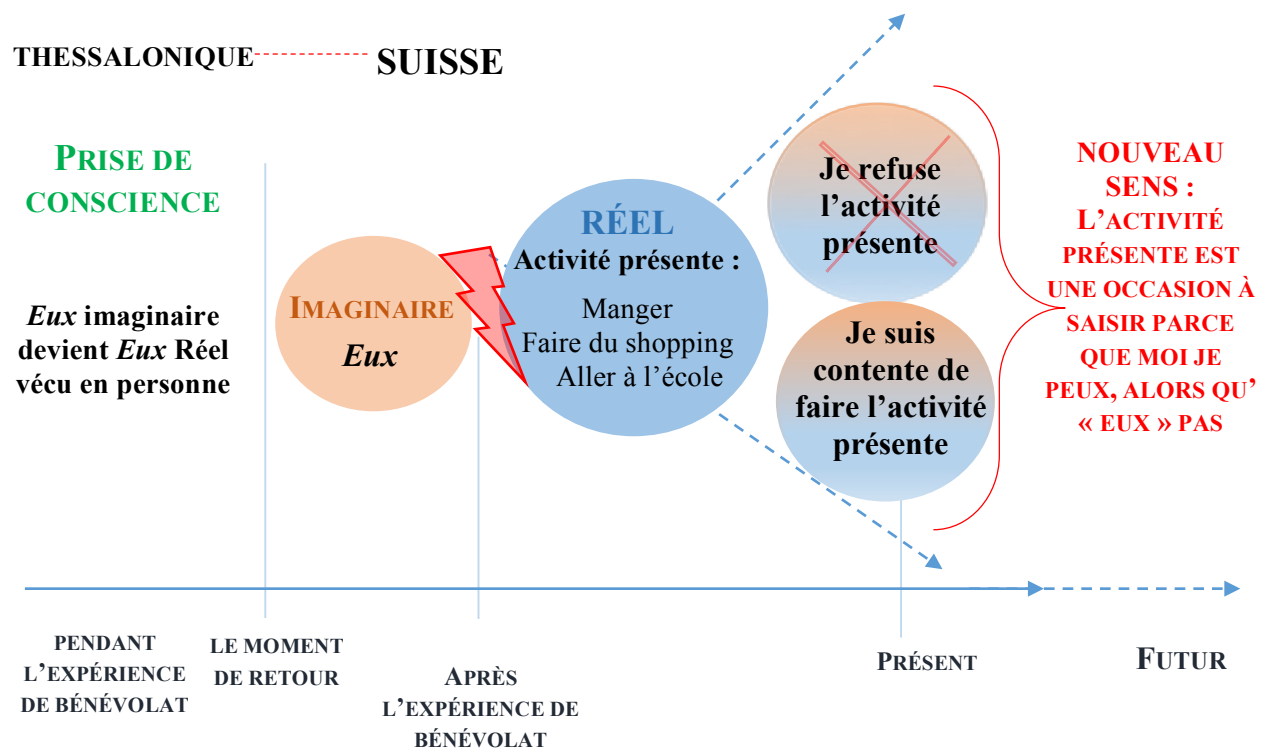 THESSALONIQUE
SUISSE
PRISE DE
CONSCIENCE
Eux imaginaire
devient Eux Réel
vécu en personne
IMAGINAIRE
Eux
RÉEL
Activité présente :
Manger
Faire du shopping
Aller à l’école
Je refuse
l’activité
présente
Je suis
contente de
faire l’activité
présente
NOUVEAU
SENS :
L’ACTIVITÉ
PRÉSENTE EST
UNE OCCASION À
SAISIR PARCE
QUE MOI JE
PEUX, ALORS QU’
« EUX » PAS
PENDANT
L’EXPÉRIENCE
DE BÉNÉVOLAT
LE MOMENT
DE RETOUR
APRÈS
L’EXPÉRIENCE DE
BÉNÉVOLAT
PRÉSENT
FUTUR